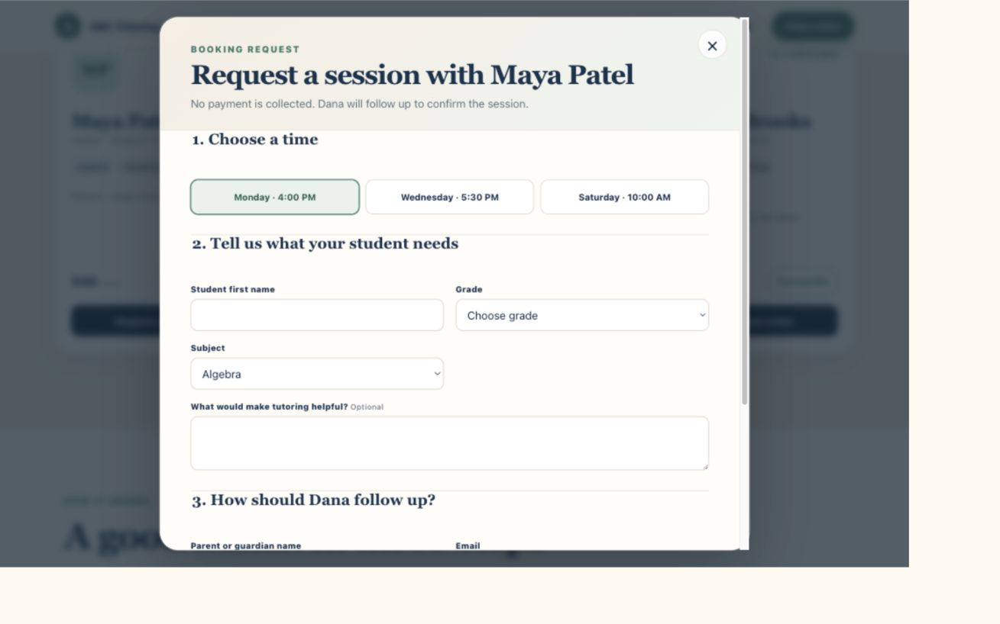 BOOKING REQUEST
Request a session with Maya Patel
No payment is collected. Dana will follow up to confirm the session.
1. Choose a time
Monday · 4:00 PM
Wednesday · 5:30 PM
Saturday · 10:00 AM
2. Tell us what your student needs
Student first name
Grade
Choose grade
Subject
Algebra
What would make tutoring helpful? Optional
3. How should Dana follow up?
Parent or guardian name
Email